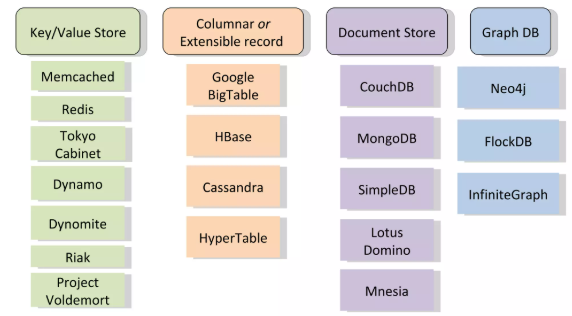 Key/Value Store
Memcached
Redis
Tokyo
Cabinet
Dynamo
Dynomite
Riak
Project
Voldemort
Columnar or
Extensible record
Google
BigTable
HBase
Cassandra
HyperTable
Document Store
CouchDB
MongoDB
SimpleDB
Lotus
Domino
Mnesia
Graph DB
Neo4j
FlockDB
InfiniteGraph